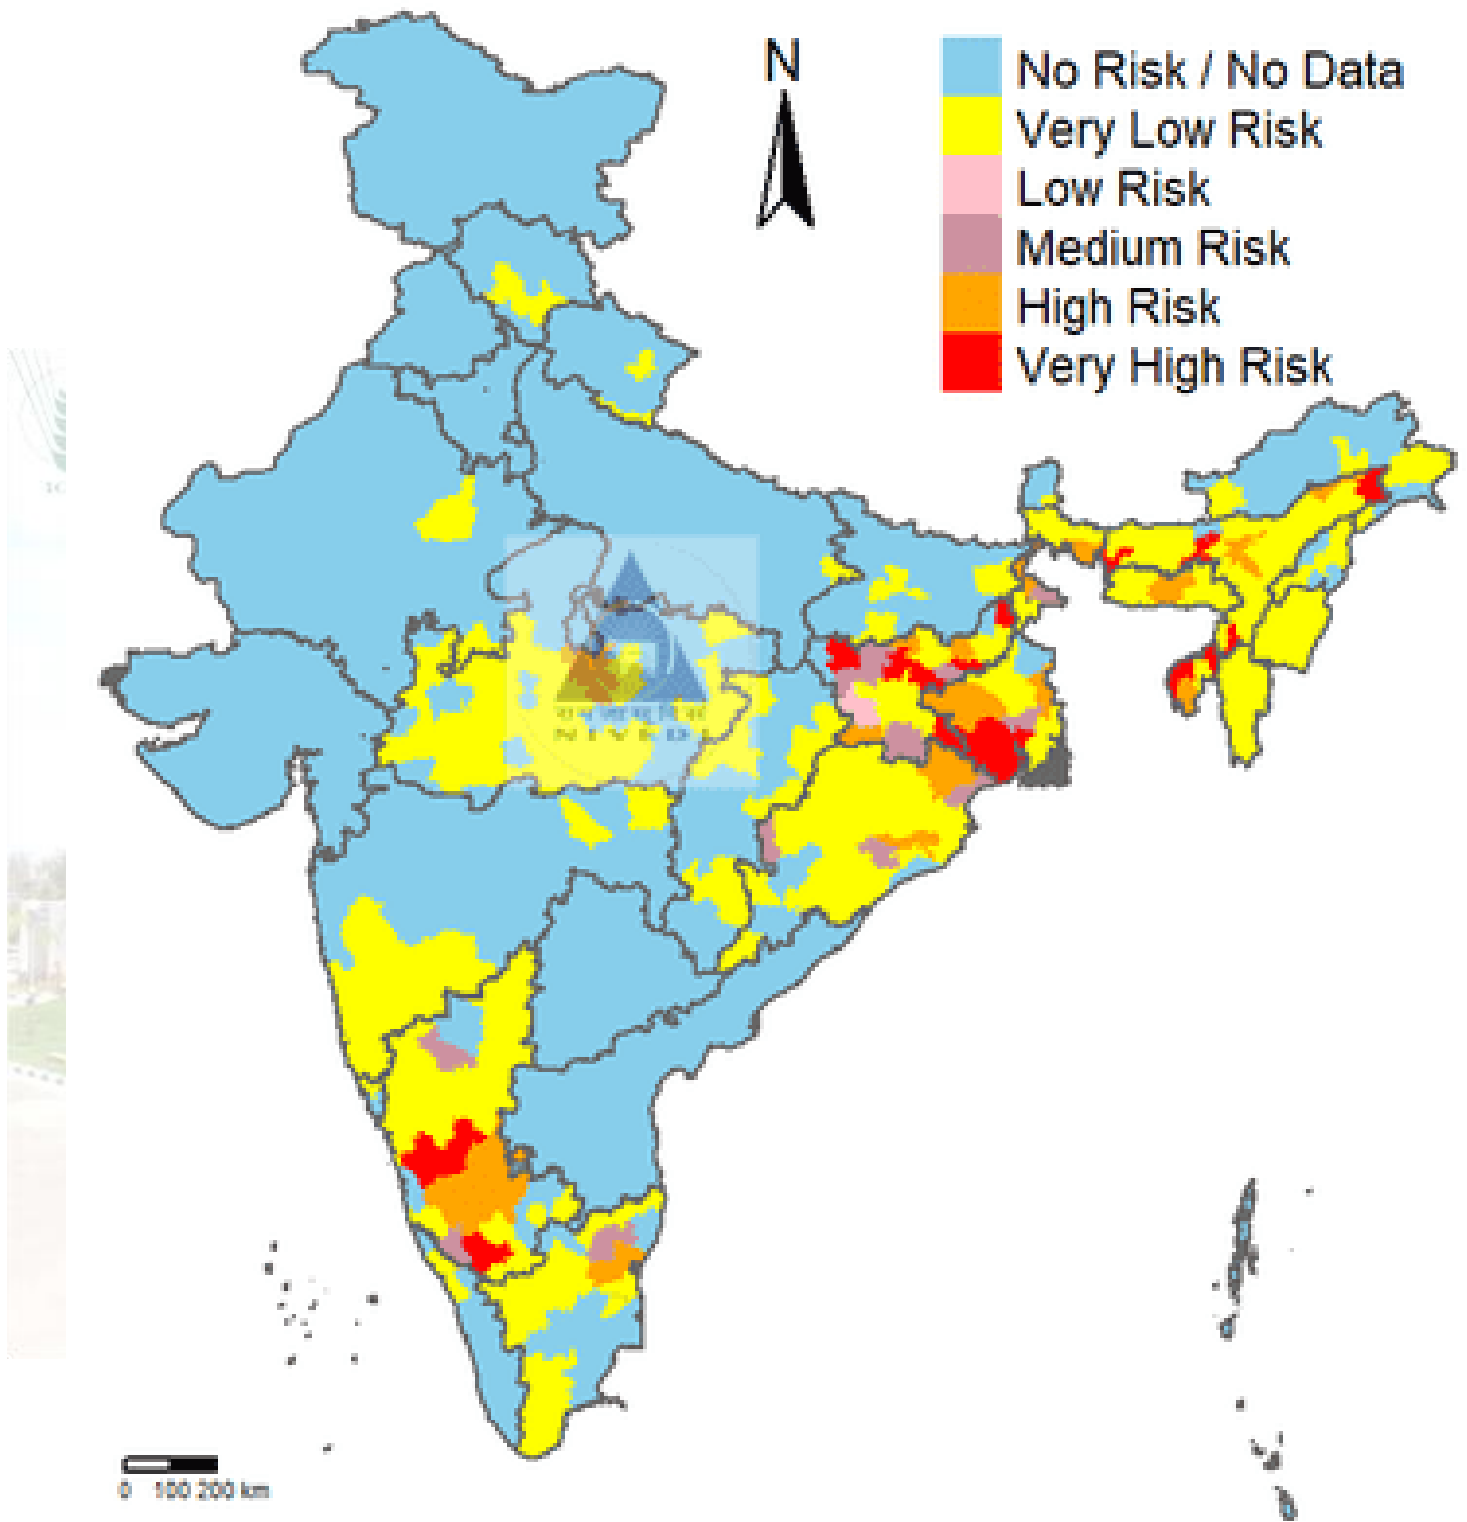 N
No Risk / No Data
Very Low Risk
Low Risk
Medium Risk
High Risk
Very High Risk
NIVEDI
0 100 200 km